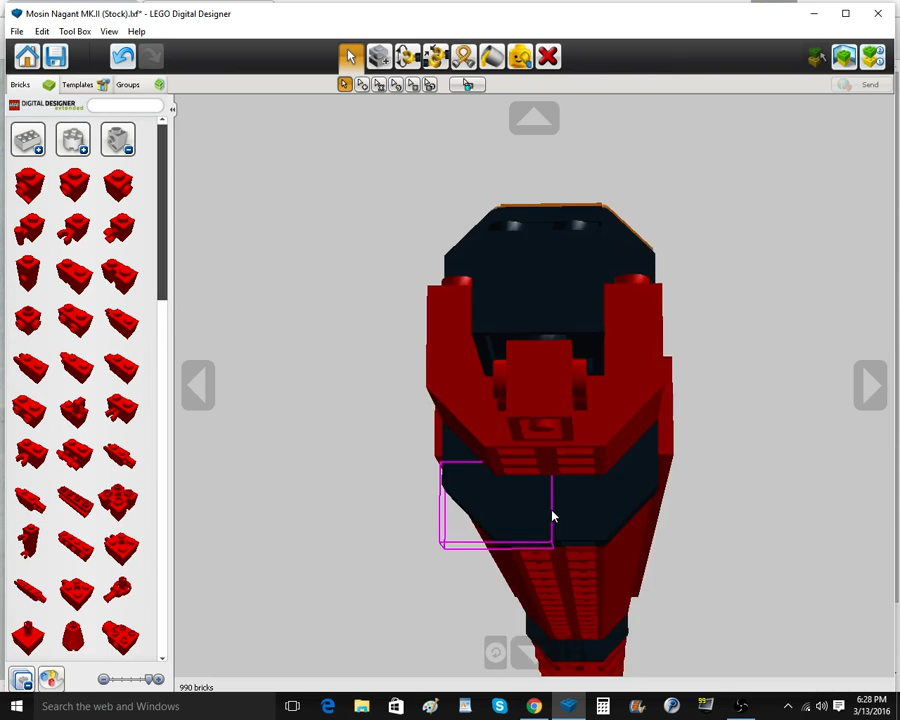 Mosin Nagant MK.II (Stock).lxf* - LEGO Digital Designer
File Edit Tool Box View Help
Bricks Templates Groups
Send
LEGO DIGITAL DESIGNER extended
990 bricks
Search the web and Windows
99+
6:28 PM
3/13/2016